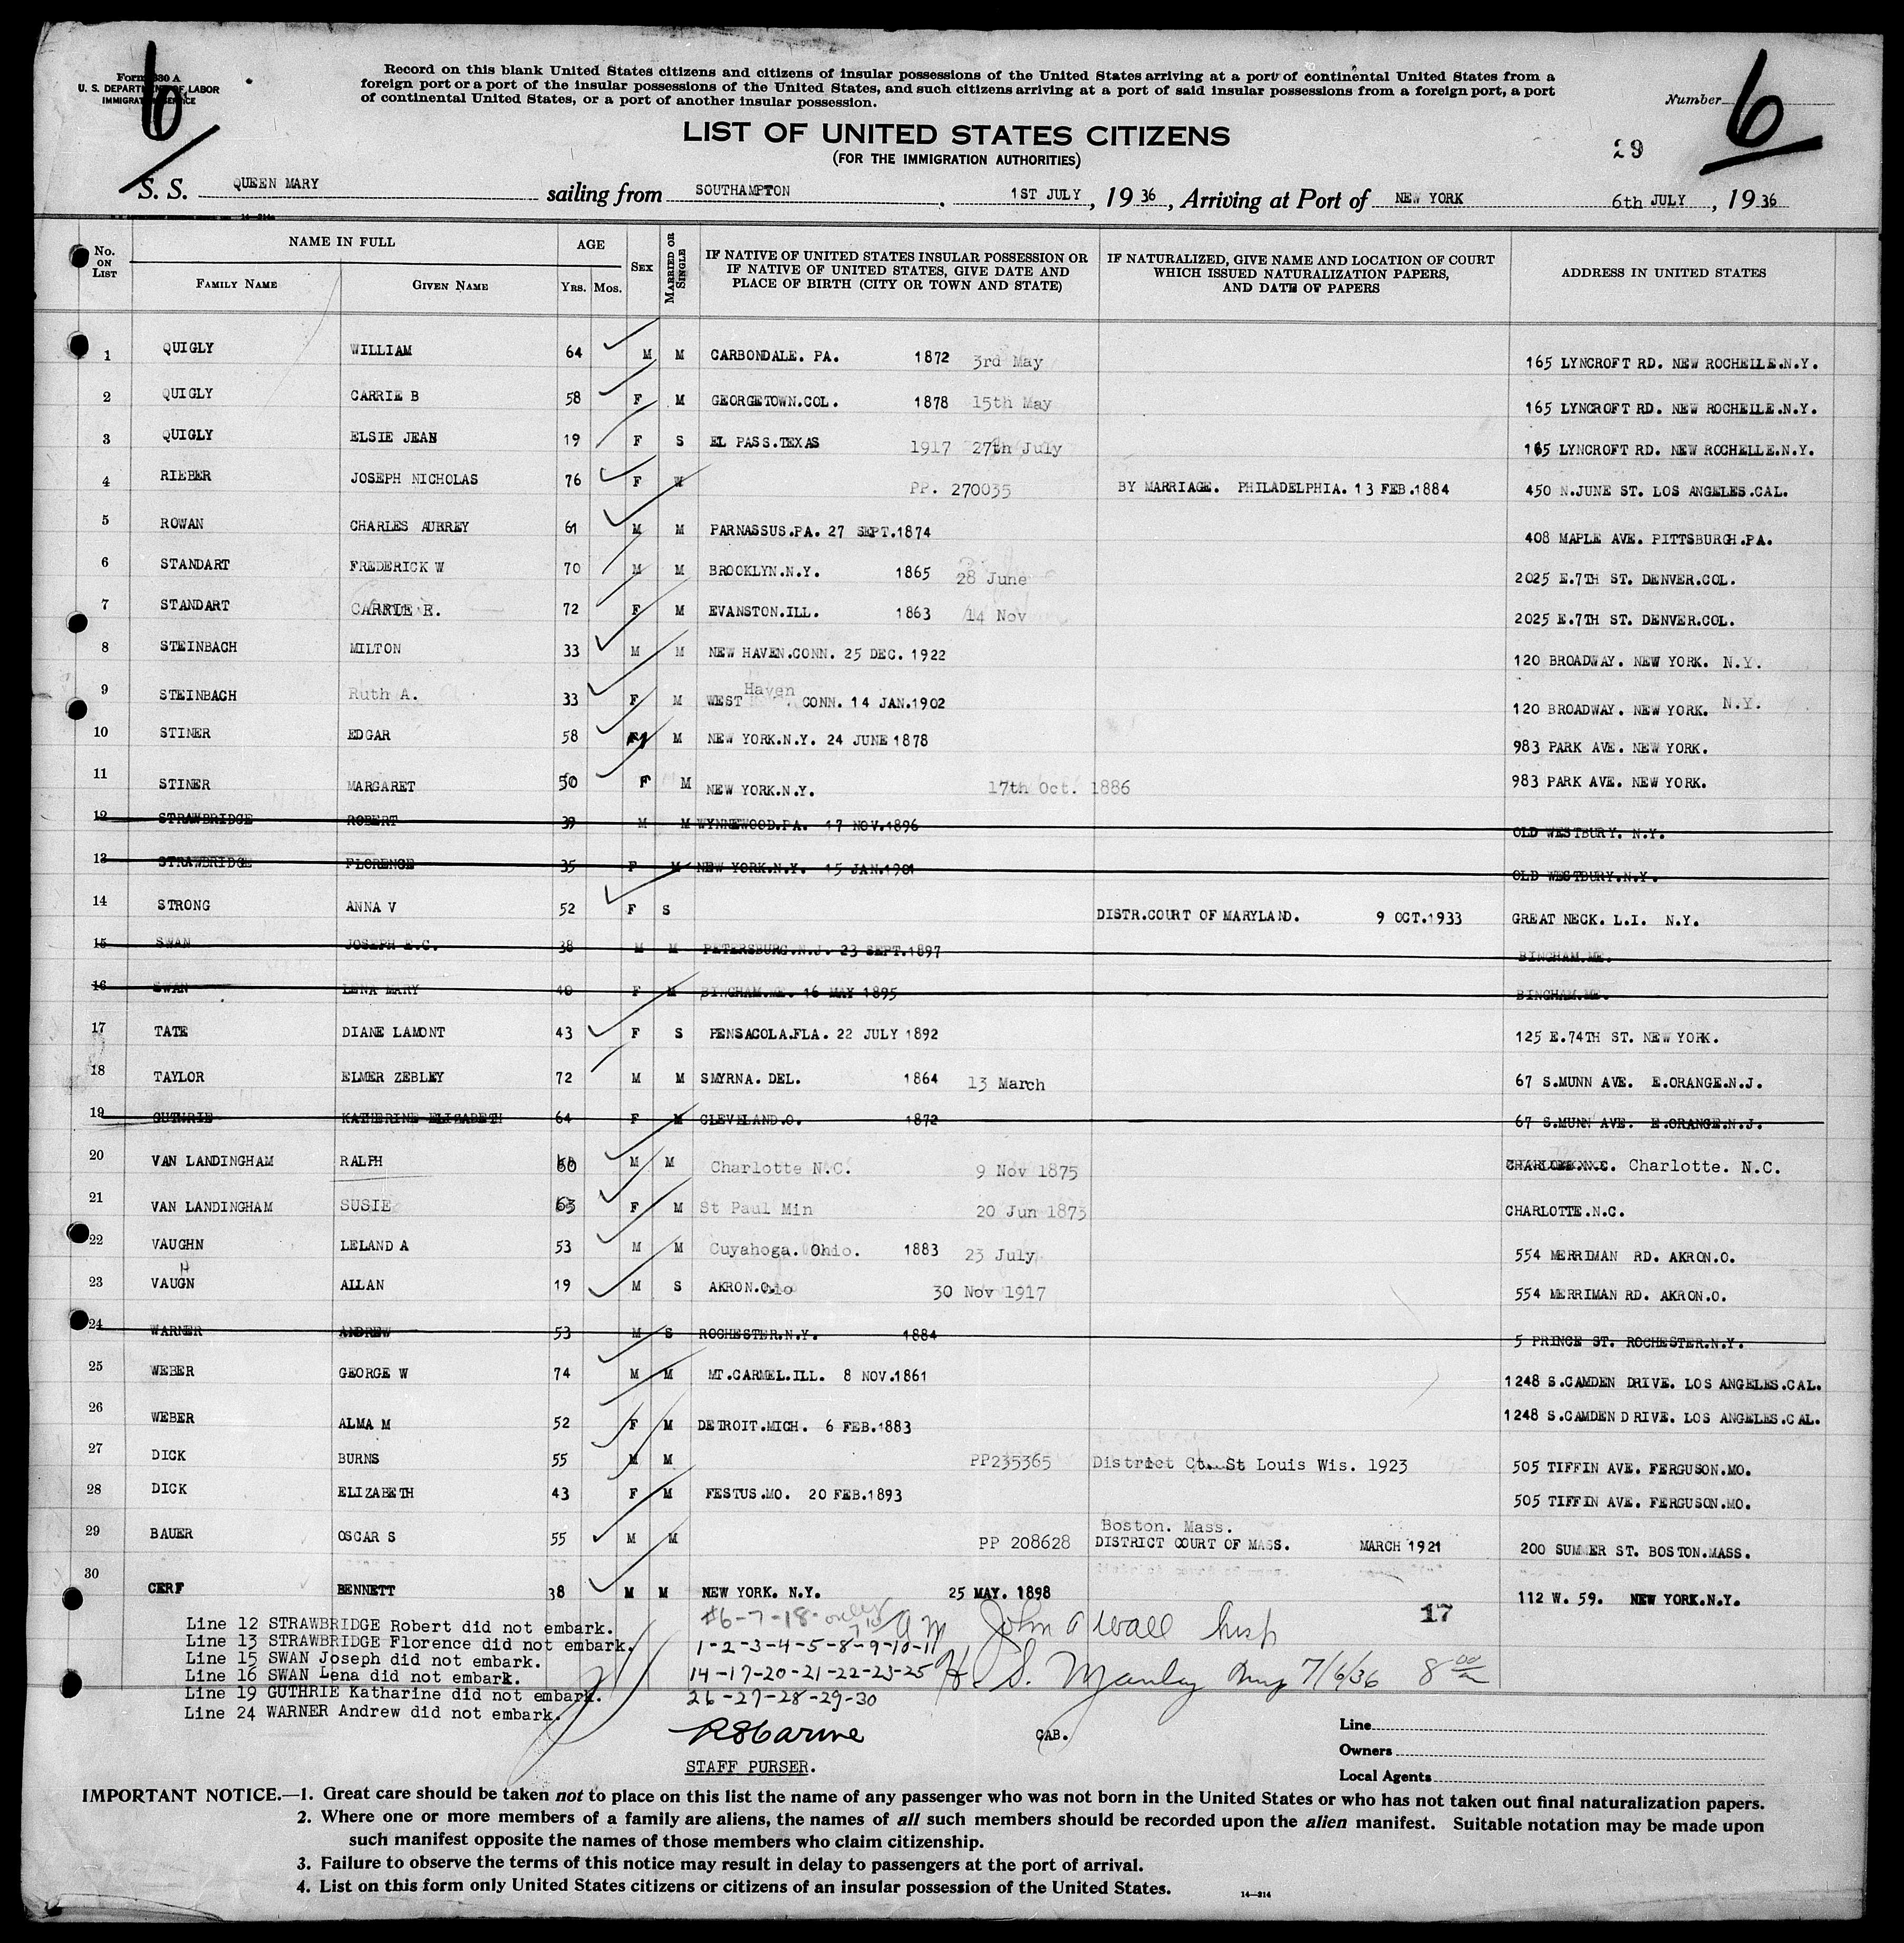 Form 630 A
U. S. DEPARTMENT OF LABOR
IMMIGRATION SERVICE
6
Record on this blank United States citizens and citizens of insular possessions of the United States arriving at a port of continental United States from a
foreign port or a port of the insular possessions of the United States, and such citizens arriving at a port of said insular possessions from a foreign port, a port
of continental United States, or a port of another insular possession.
Number 6
LIST OF UNITED STATES CITIZENS
(FOR THE IMMIGRATION AUTHORITIES)
29
S. S. QUEEN MARY sailing from SOUTHAMPTON . 1ST JULY , 19 36 , Arriving at Port of NEW YORK 6th JULY , 19 36
14-214
No. ON LIST NAME IN FULL FAMILY NAME GIVEN NAME AGE YRS. MOS. SEX MARRIED OR SINGLE IF NATIVE OF UNITED STATES INSULAR POSSESSION OR IF NATIVE OF UNITED STATES, GIVE DATE AND PLACE OF BIRTH (CITY OR TOWN AND STATE) IF NATURALIZED, GIVE NAME AND LOCATION OF COURT WHICH ISSUED NATURALIZATION PAPERS, AND DATE OF PAPERS ADDRESS IN UNITED STATES
1 QUIGLY WILLIAM 64 M M CARBONDALE. PA. 1872 3rd May 165 LYNCROFT RD. NEW ROCHELLE.N.Y.
2 QUIGLY CARRIE B 58 F M GEORGETOWN.COL. 1878 15th May 165 LYNCROFT RD. NEW ROCHELLE.N.Y.
3 QUIGLY ELSIE JEAN 19 F S EL PASS.TEXAS 1917 27th July 165 LYNCROFT RD. NEW ROCHELLE.N.Y.
4 RIEBER JOSEPH NICHOLAS 76 F W PP. 270035 BY MARRIAGE. PHILADELPHIA. 13 FEB.1884 450 N.JUNE ST. LOS ANGELES.CAL.
5 ROWAN CHARLES AUBREY 61 M M PARNASSUS.PA. 27 SEPT.1874 408 MAPLE AVE. PITTSBURGH.PA.
6 STANDART FREDERICK W 70 M M BROOKLYN.N.Y. 1865 28 June 2025 E.7TH ST. DENVER.COL.
7 STANDART CARRIE E. 72 F M EVANSTON.ILL. 1863 14 Nov 2025 E.7TH ST. DENVER.COL.
8 STEINBACH MILTON 33 M M NEW HAVEN.CONN. 25 DEC. 1922 120 BROADWAY. NEW YORK. N.Y.
9 STEINBACH Ruth A. 33 F M WEST Haven CONN. 14 JAN.1902 120 BROADWAY. NEW YORK. N.Y.
10 STINER EDGAR 58 M M NEW YORK.N.Y. 24 JUNE 1878 983 PARK AVE. NEW YORK.
11 STINER MARGARET 50 F M NEW YORK.N.Y. 17th Oct. 1886 983 PARK AVE. NEW YORK.
12 STRAWBRIDGE ROBERT 39 M M WYNNEWOOD.PA. 17 NOV.1896 OLD WESTBURY. N.Y.
13 STRAWBRIDGE FLORENCE 35 F M NEW YORK.N.Y. 15 JAN.1901 OLD WESTBURY.N.Y.
14 STRONG ANNA V 52 F S DISTR.COURT OF MARYLAND. 9 OCT.1933 GREAT NECK. L.I. N.Y.
15 SWAN JOSEPH E.C. 38 M M PETERSBURG.N.J. 23 SEPT.1897 BINGHAM.ME.
16 SWAN LENA MARY 40 F M BINGHAM.ME. 16 MAY 1895 BINGHAM.ME.
17 TATE DIANE LAMONT 43 F S PENSACOLA.FLA. 22 JULY 1892 125 E.74TH ST. NEW YORK.
18 TAYLOR ELMER ZEBLEY 72 M M SMYRNA. DEL. 1864 13 March 67 S.MUNN AVE. E.ORANGE.N.J.
19 GUTHRIE KATHERINE ELIZABETH 64 F M CLEVELAND.O. 1872 67 S.MUNN AVE. E.ORANGE.N.J.
20 VAN LANDINGHAM RALPH 60 M M Charlotte N.C. 9 Nov 1875 Charlotte. N.C.
21 VAN LANDINGHAM SUSIE 63 F M St Paul Min 20 Jun 1873 CHARLOTTE.N.C.
22 VAUGHN LELAND A 53 M M Cuyahoga. Ohio. 1883 23 July 554 MERRIMAN RD. AKRON.O.
23 VAUGHN ALLAN 19 M S AKRON.Ohio 30 Nov 1917 554 MERRIMAN RD. AKRON.O.
24 WARNER ANDREW 53 M S ROCHESTER.N.Y. 1884 5 PRINCE ST. ROCHESTER.N.Y.
25 WEBER GEORGE W 74 M M MT.CARMEL.ILL. 8 NOV.1861 1248 S.CAMDEN DRIVE. LOS ANGELES.CAL.
26 WEBER ALMA M 52 F M DETROIT.MICH. 6 FEB.1883 1248 S.CAMDEN DRIVE. LOS ANGELES.CAL.
27 DICK BURNS 55 M M PP235365 District Ct. St Louis Wis. 1923 505 TIFFIN AVE. FERGUSON.MO.
28 DICK ELIZABETH 43 F M FESTUS.MO. 20 FEB.1893 505 TIFFIN AVE. FERGUSON.MO.
29 BAUER OSCAR S 55 M M PP 208628 Boston. Mass. DISTRICT COURT OF MASS. MARCH 1921 200 SUMMER ST. BOSTON.MASS.
30 CERF BENNETT 38 M M NEW YORK. N.Y. 25 MAY. 1898 112 W. 59. NEW YORK.N.Y.
Line 12 STRAWBRIDGE Robert did not embark.
Line 13 STRAWBRIDGE Florence did not embark.
Line 15 SWAN Joseph did not embark.
Line 16 SWAN Lena did not embark.
Line 19 GUTHRIE Katharine did not embark.
Line 24 WARNER Andrew did not embark.
#6-7-18- only AM John A Wall Insp 17
1-2-3-4-5-8-9-10-11
14-17-20-21-22-23-25 H. S. Manley 7/6/36 8 00 am
26-27-28-29-30
STAFF PURSER.
CAB.
Line
Owners
Local Agents
IMPORTANT NOTICE.—1. Great care should be taken not to place on this list the name of any passenger who was not born in the United States or who has not taken out final naturalization papers.
2. Where one or more members of a family are aliens, the names of all such members should be recorded upon the alien manifest. Suitable notation may be made upon
such manifest opposite the names of those members who claim citizenship.
3. Failure to observe the terms of this notice may result in delay to passengers at the port of arrival.
4. List on this form only United States citizens or citizens of an insular possession of the United States.
14—214